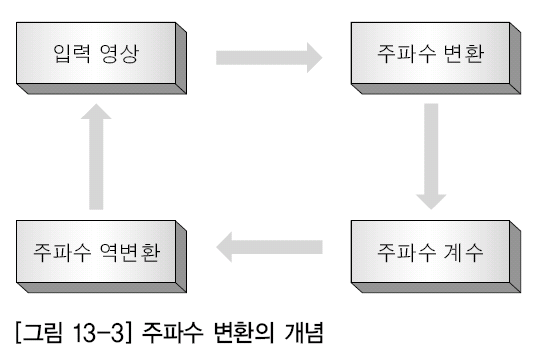 입력 영상
주파수 변환
주파수 역변환
주파수 계수
[그림 13-3] 주파수 변환의 개념